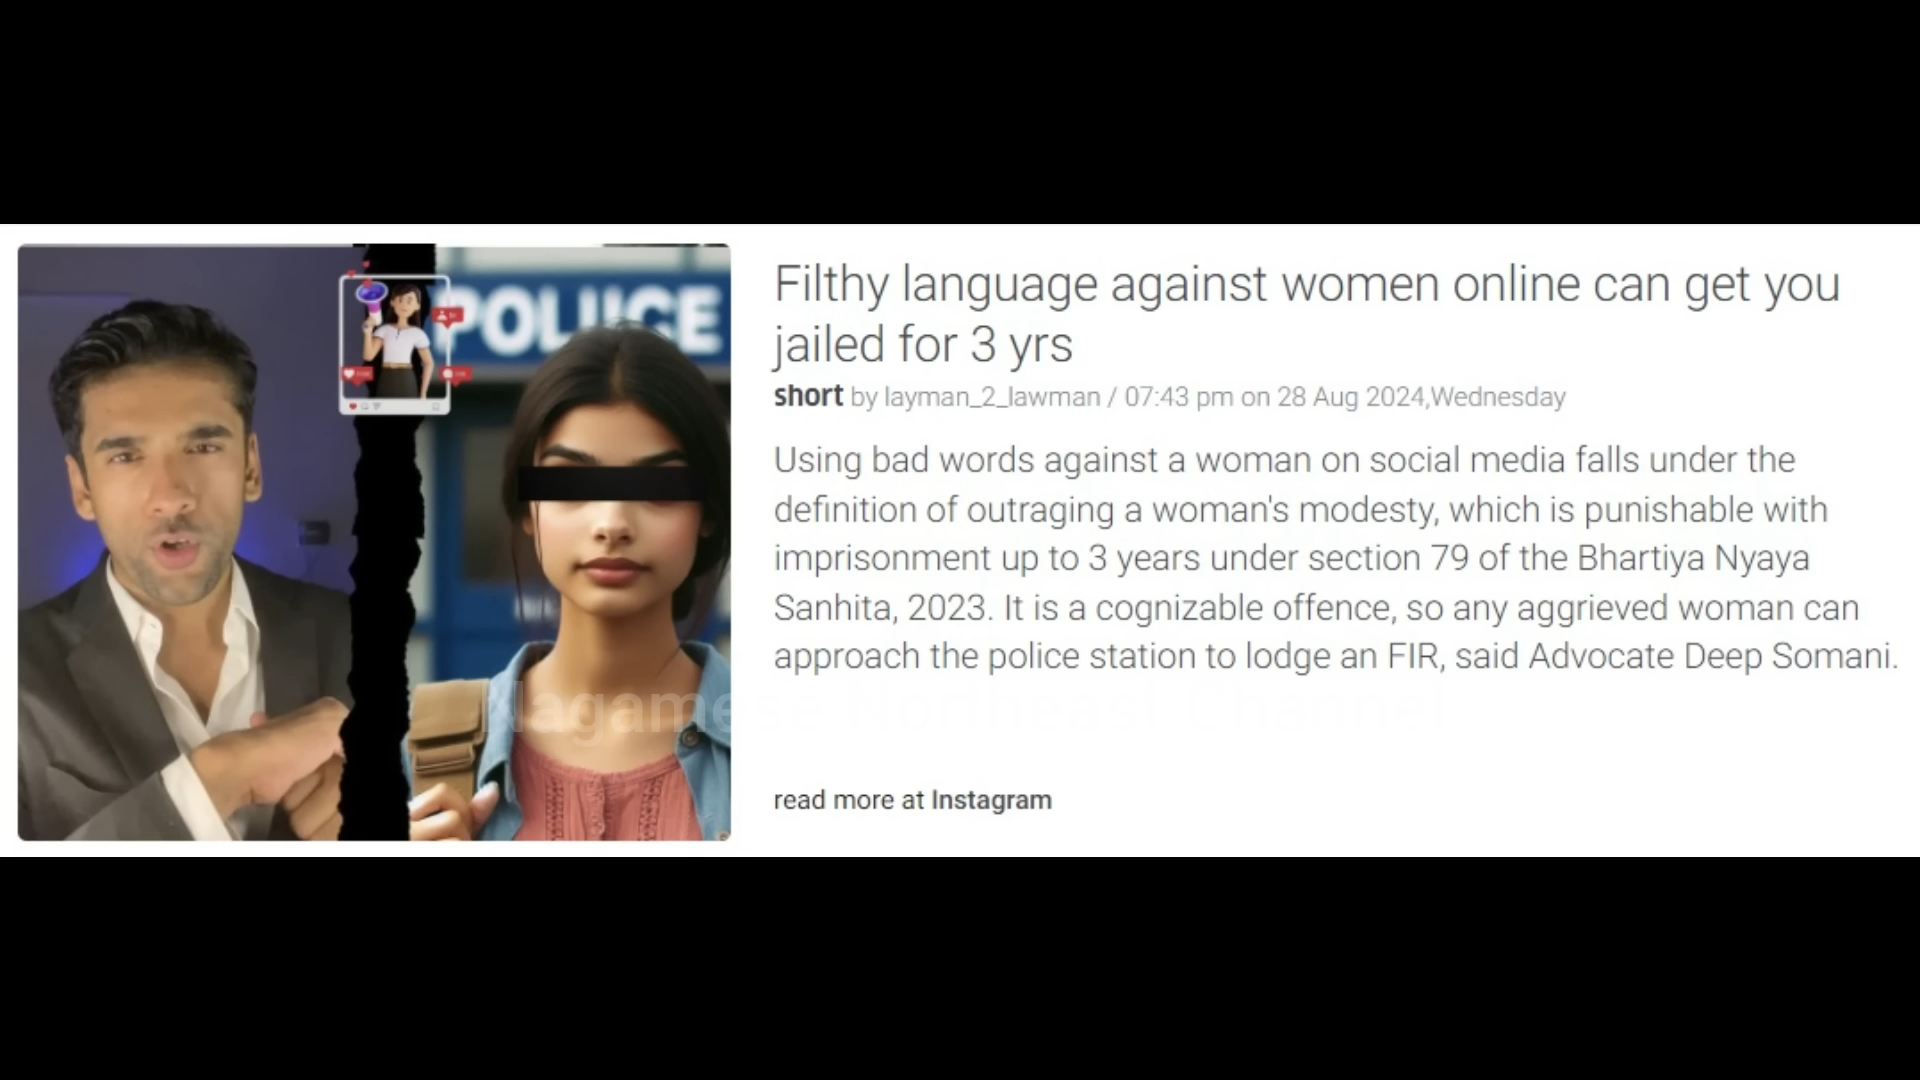 POLICE
Filthy language against women online can get you
jailed for 3 yrs
short by layman_2_lawman / 07:43 pm on 28 Aug 2024,Wednesday
Using bad words against a woman on social media falls under the
definition of outraging a woman's modesty, which is punishable with
imprisonment up to 3 years under section 79 of the Bhartiya Nyaya
Sanhita, 2023. It is a cognizable offence, so any aggrieved woman can
approach the police station to lodge an FIR, said Advocate Deep Somani.
Nagamese Northeast Channel
read more at Instagram